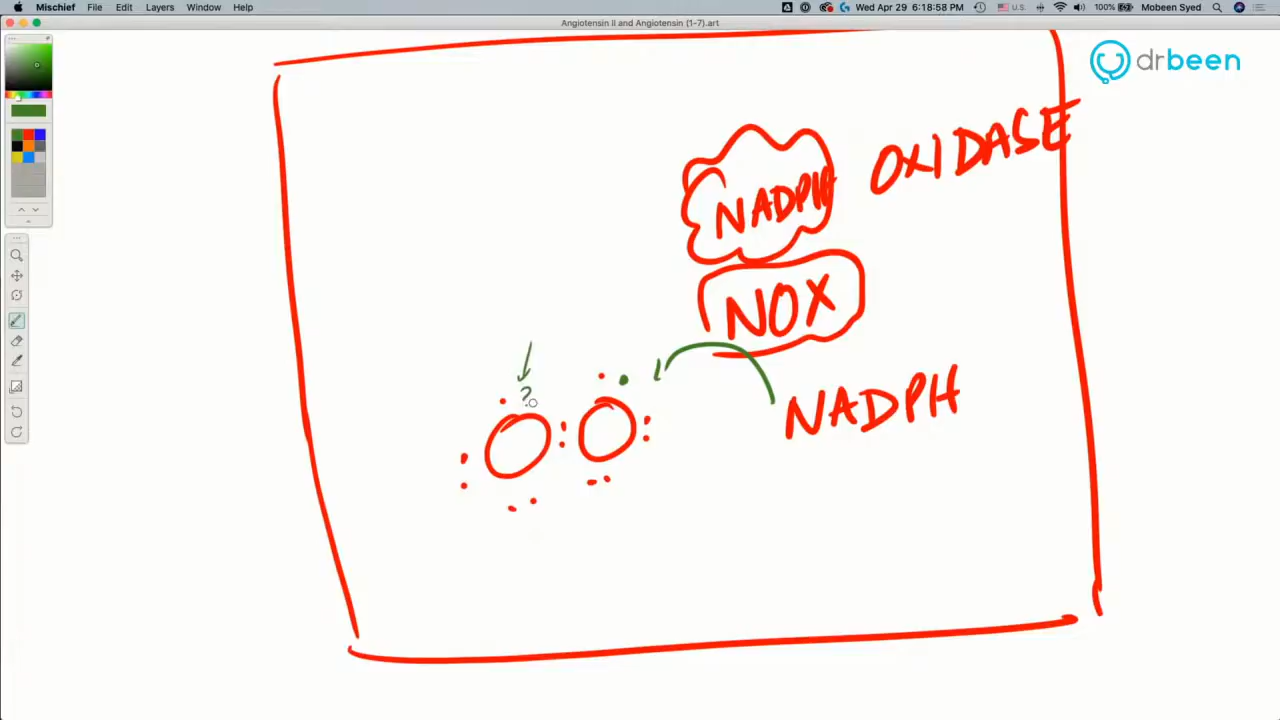 Mischief File Edit Layers Window Help
100% Wed Apr 29 6:18:58 PM U.S. Mobeen Syed
Angiotensin II and Angiotensin (1-7).art
drbeen
NADPH OXIDASE
NOX
NADPH
?